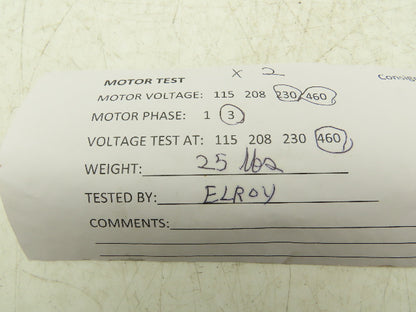 x 2
Consig
MOTOR TEST
MOTOR VOLTAGE: 115 208 230 460
MOTOR PHASE: 1 3
VOLTAGE TEST AT: 115 208 230 460
WEIGHT: 25 lbs
TESTED BY: ELROY
COMMENTS: